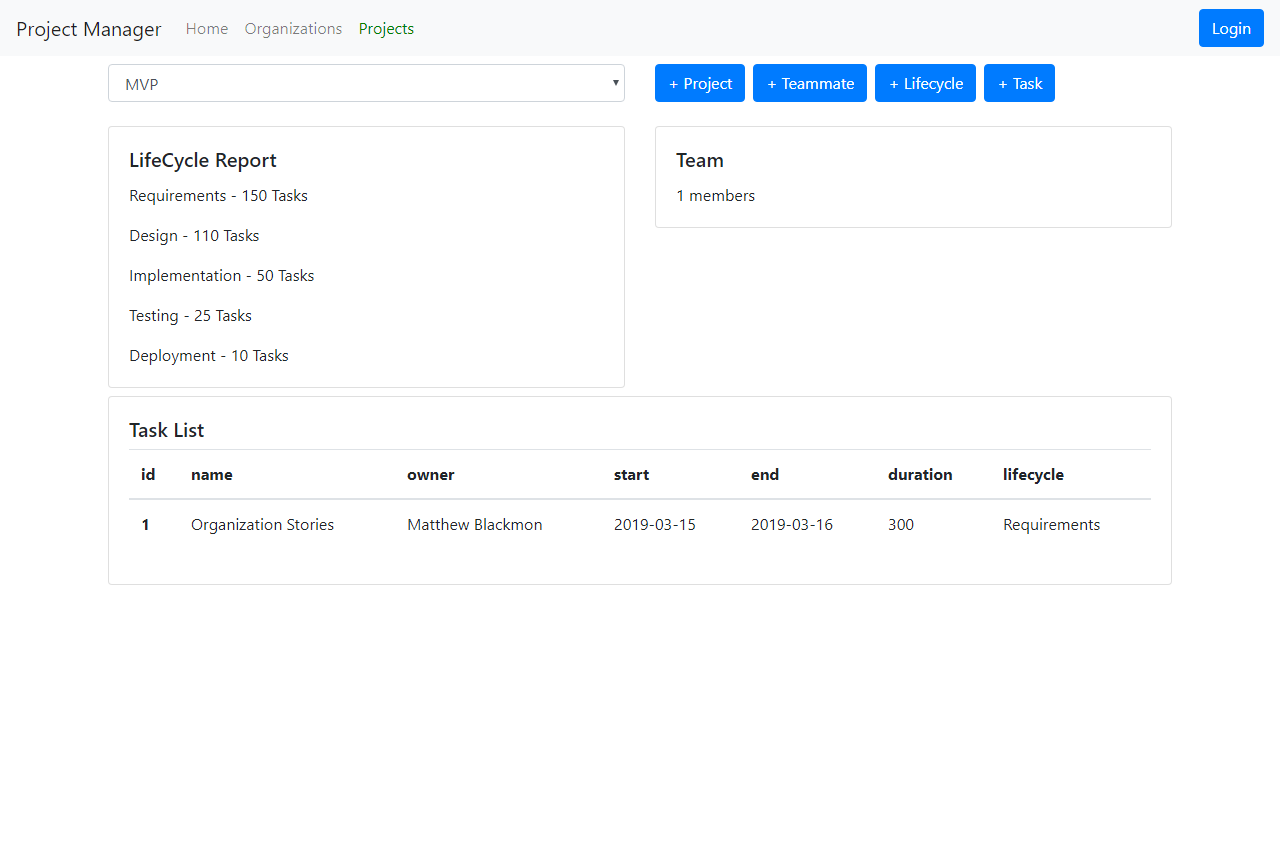 Project Manager Home Organizations Projects Login
MVP + Project + Teammate + Lifecycle + Task
LifeCycle Report
Requirements - 150 Tasks
Design - 110 Tasks
Implementation - 50 Tasks
Testing - 25 Tasks
Deployment - 10 Tasks
Team
1 members
Task List
id name owner start end duration lifecycle
1 Organization Stories Matthew Blackmon 2019-03-15 2019-03-16 300 Requirements